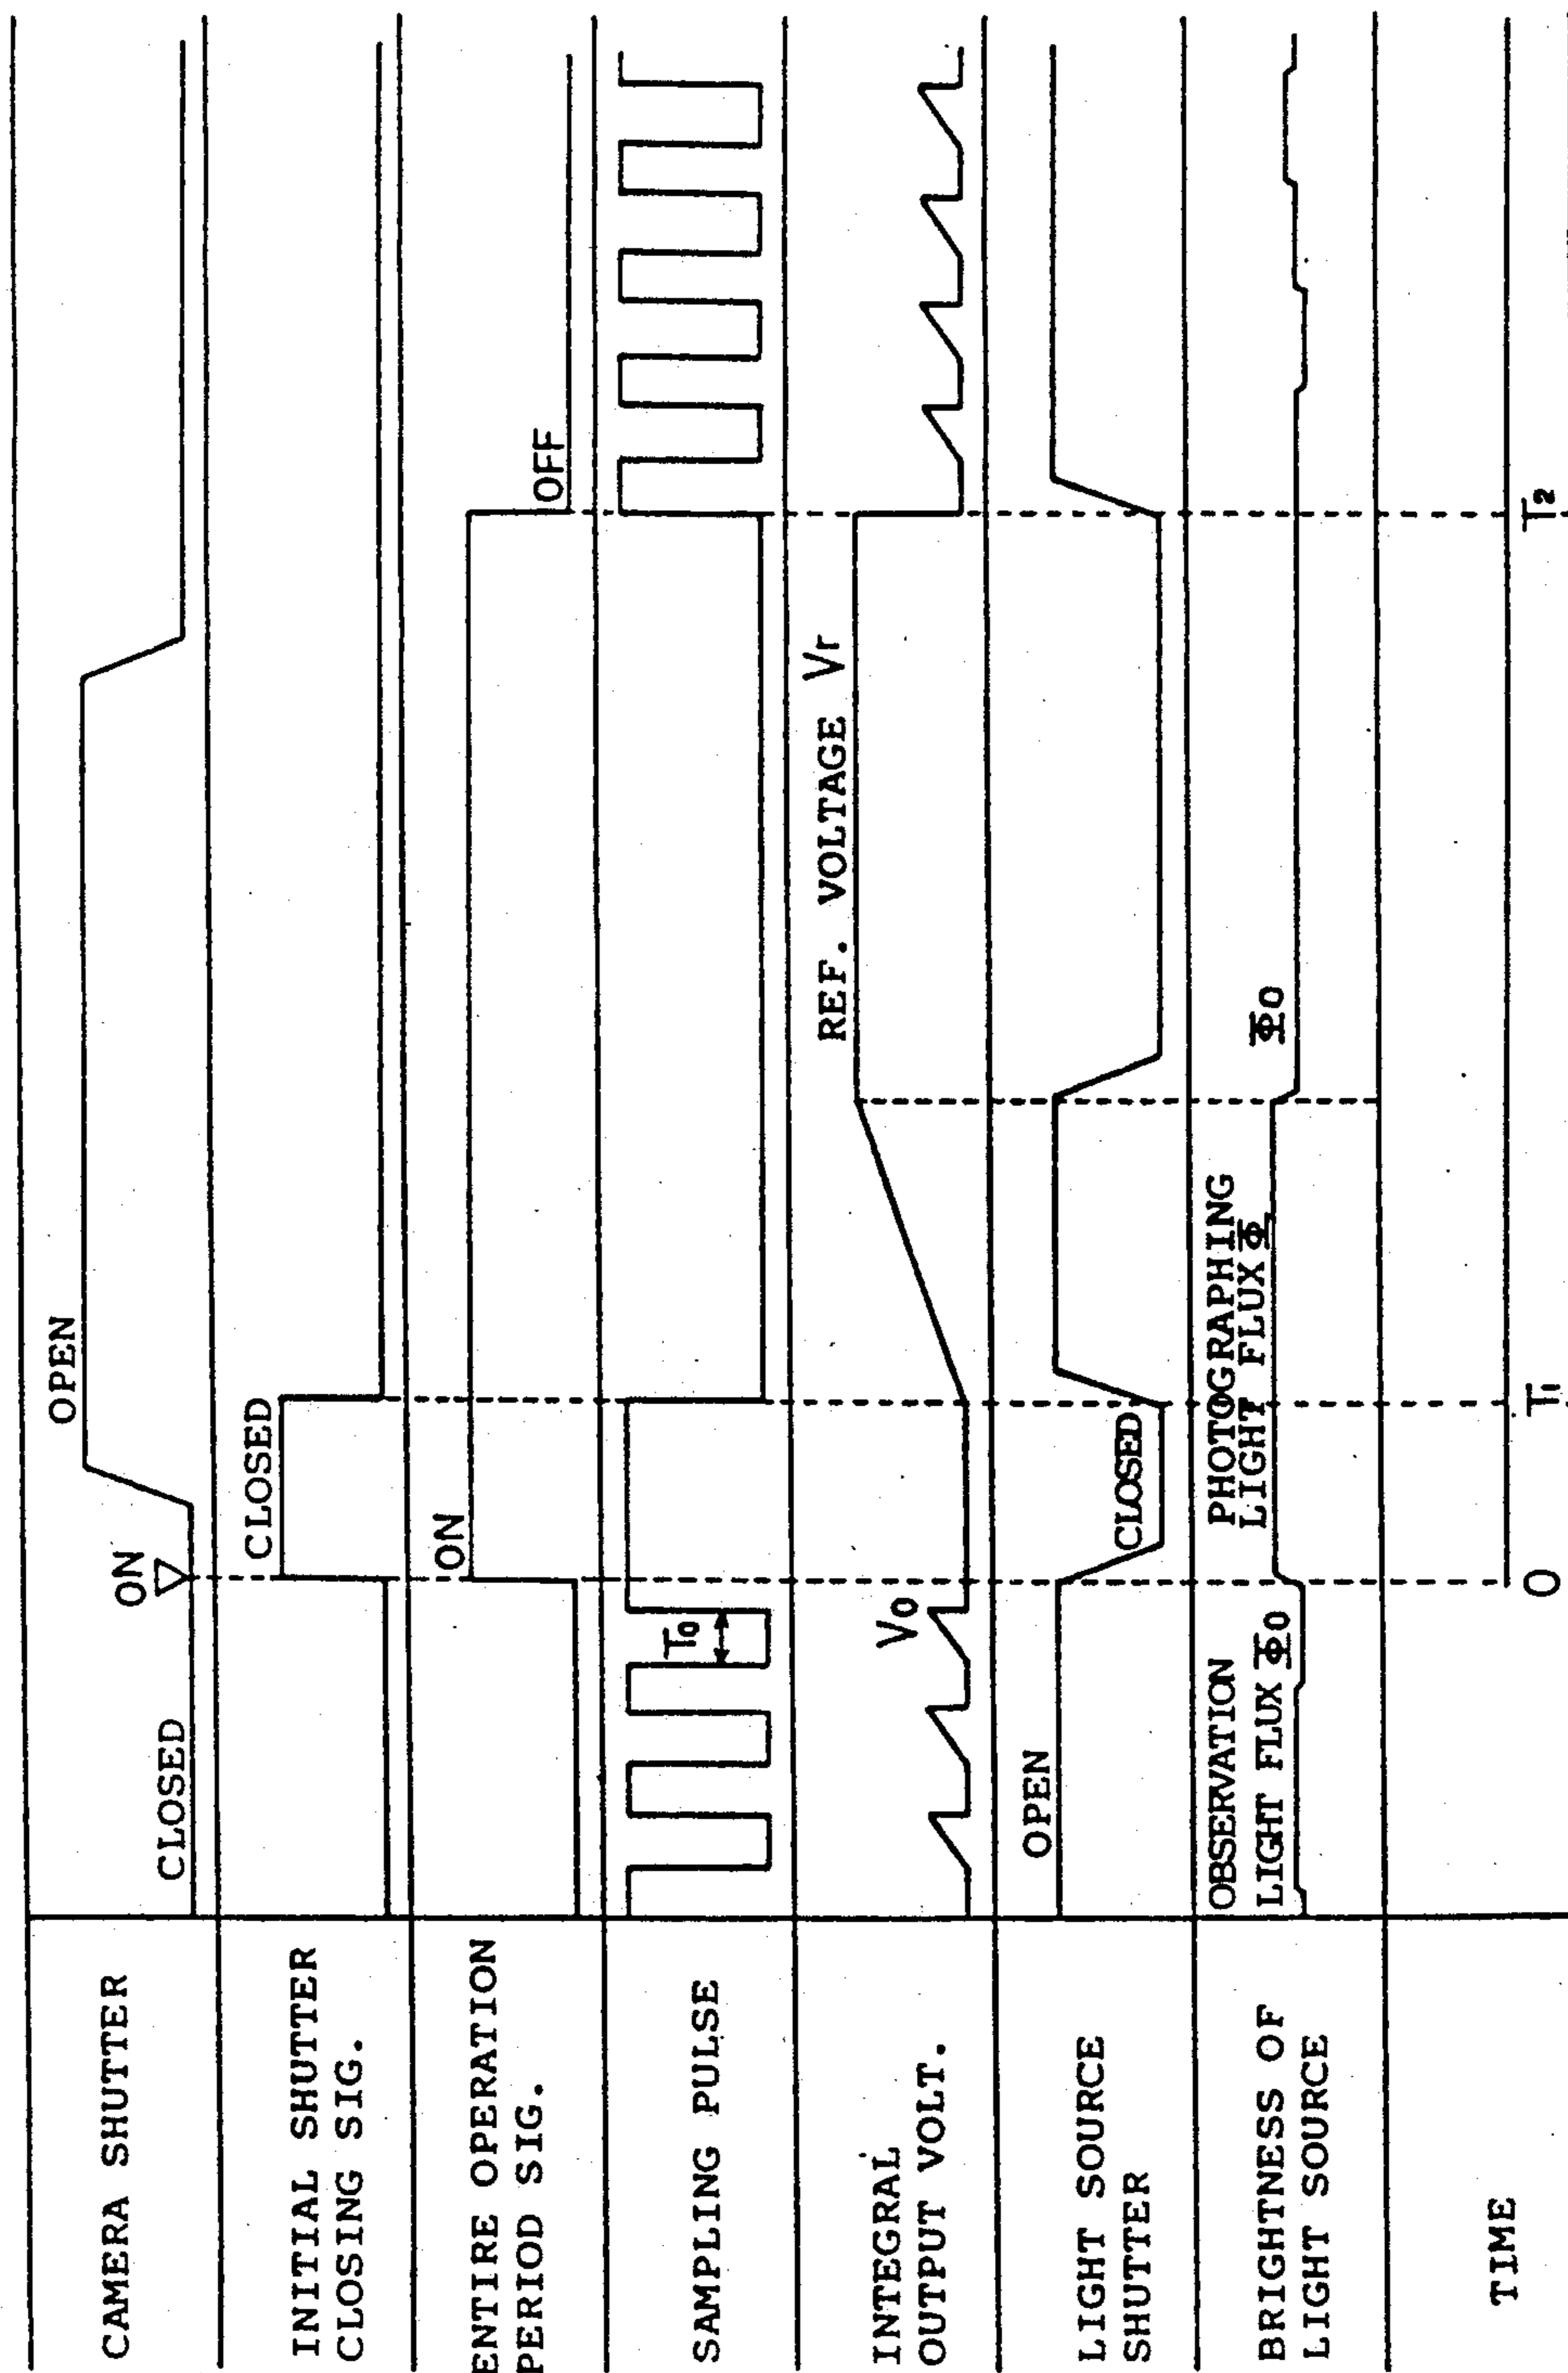 CAMERA SHUTTER
CLOSED
ON
OPEN
INITIAL SHUTTER
CLOSING SIG.
CLOSED
ENTIRE OPERATION
PERIOD SIG.
ON
OFF
SAMPLING PULSE
T0
INTEGRAL
OUTPUT VOLT.
V0
REF. VOLTAGE Vr
LIGHT SOURCE
SHUTTER
OPEN
CLOSED
BRIGHTNESS OF
LIGHT SOURCE
OBSERVATION
LIGHT FLUX Φ0
PHOTOGRAPHING
LIGHT FLUX Φ
Φ0
TIME
0
T1
T2